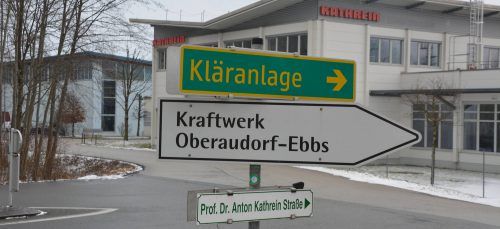 KATHREIN
KATHREIN
Kläranlage
Kraftwerk
Oberaudorf-Ebbs
Prof. Dr. Anton Kathrein Straße